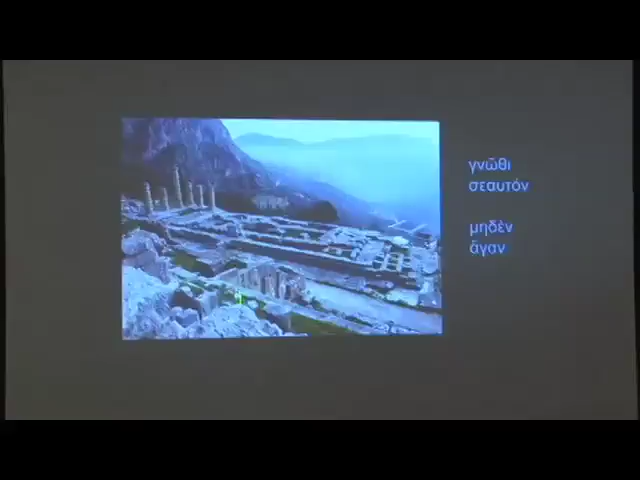 γνῶθι
σεαυτόν
μηδὲν
ἄγαν